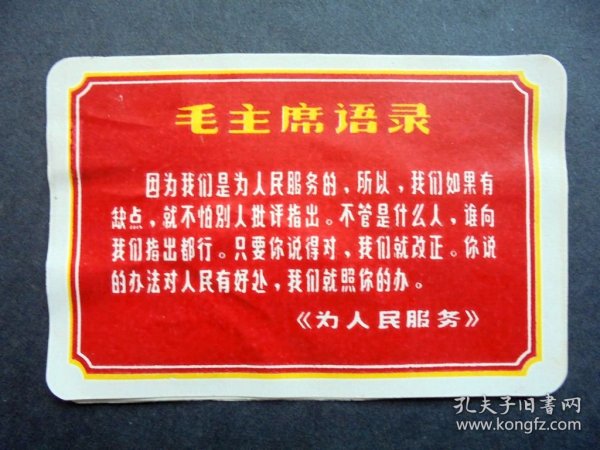 毛主席语录
因为我们是为人民服务的，所以，我们如果有
缺点，就不怕别人批评指出。不管是什么人，谁向
我们指出都行。只要你说得对，我们就改正。你说
的办法对人民有好处，我们就照你的办。
《为人民服务》
孔夫子旧書网
www.kongfz.com